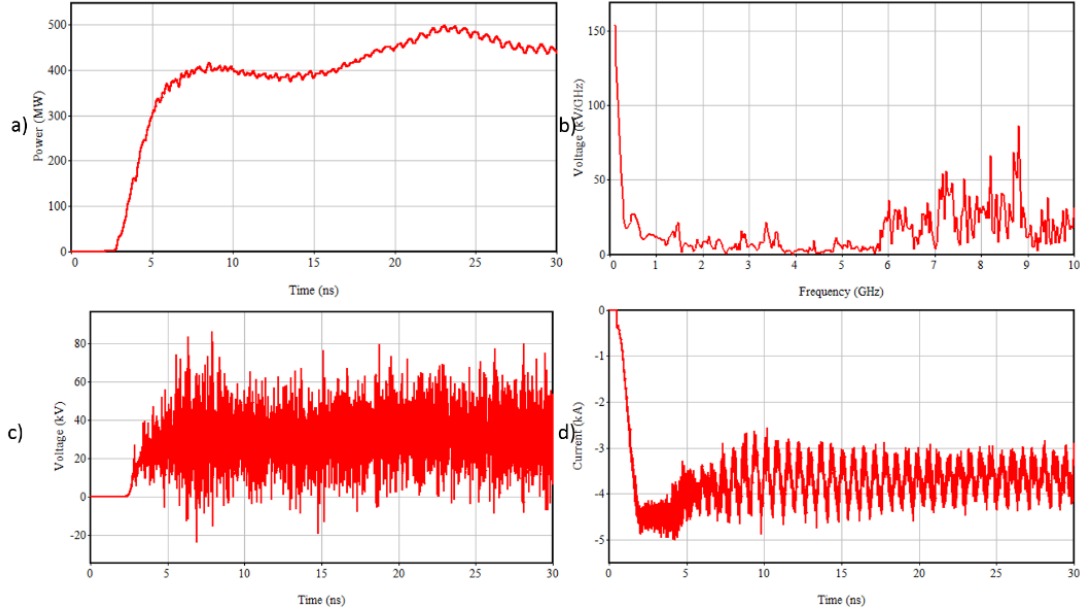 a)
Power (MW)
500
400
300
200
100
0
0 5 10 15 20 25 30
Time (ns)
b)
Voltage (kV/GHz)
150
100
50
0
0 1 2 3 4 5 6 7 8 9 10
Frequency (GHz)
c)
Voltage (kV)
80
60
40
20
0
-20
0 5 10 15 20 25 30
Time (ns)
d)
Current (kA)
0
-1
-2
-3
-4
-5
0 5 10 15 20 25 30
Time (ns)